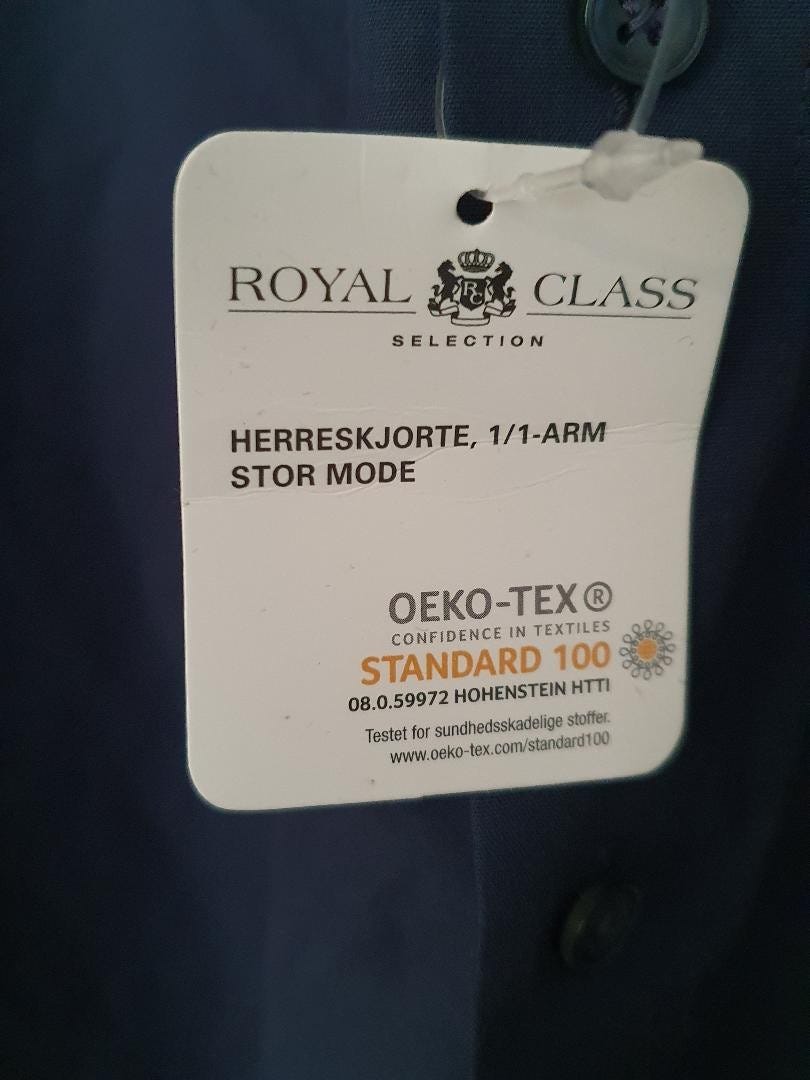 ROYAL RC CLASS
SELECTION
HERRESKJORTE, 1/1-ARM
STOR MODE
OEKO-TEX®
CONFIDENCE IN TEXTILES
STANDARD 100
08.0.59972 HOHENSTEIN HTTI
Testet for sundhedsskadelige stoffer.
www.oeko-tex.com/standard100